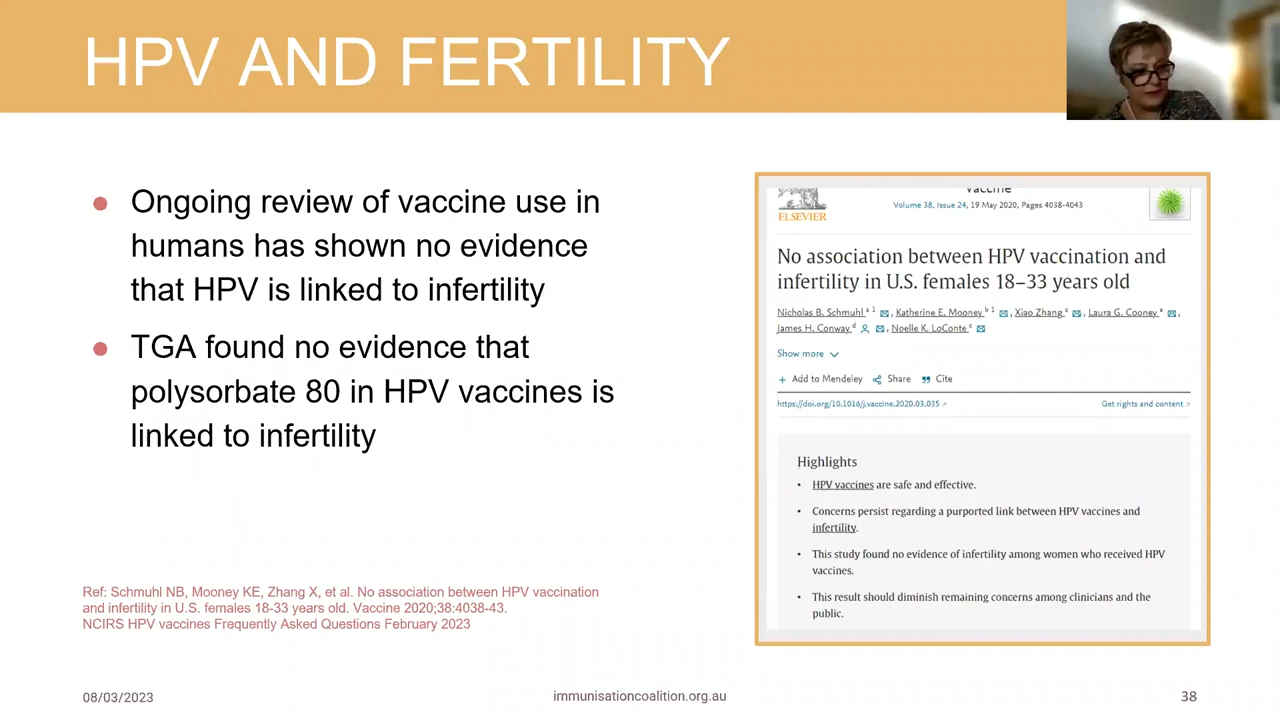 HPV AND FERTILITY
● Ongoing review of vaccine use in
humans has shown no evidence
that HPV is linked to infertility
● TGA found no evidence that
polysorbate 80 in HPV vaccines is
linked to infertility
Ref: Schmuhl NB, Mooney KE, Zhang X, et al. No association between HPV vaccination
and infertility in U.S. females 18-33 years old. Vaccine 2020;38:4038-43.
NCIRS HPV vaccines Frequently Asked Questions February 2023
Vaccine
ELSEVIER
Volume 38, Issue 24, 19 May 2020, Pages 4038-4043
No association between HPV vaccination and
infertility in U.S. females 18–33 years old
Nicholas B. Schmuhl a 1, Katherine E. Mooney b 1, Xiao Zhang c, Laura G. Cooney e,
James H. Conway d, Noelle K. LoConte c
Show more
+ Add to Mendeley Share Cite
https://doi.org/10.1016/j.vaccine.2020.03.035 Get rights and content
Highlights
• HPV vaccines are safe and effective.
• Concerns persist regarding a purported link between HPV vaccines and
infertility.
• This study found no evidence of infertility among women who received HPV
vaccines.
• This result should diminish remaining concerns among clinicians and the
public.
08/03/2023
immunisationcoalition.org.au
38